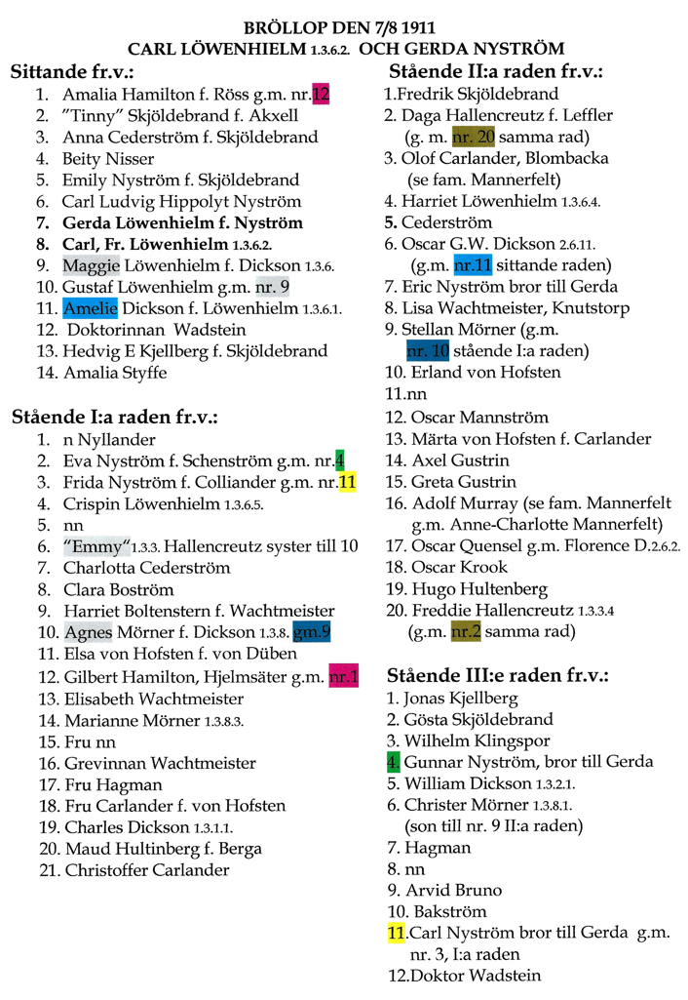 BRÖLLOP DEN 7/8 1911
CARL LÖWENHIELM 1.3.6.2. OCH GERDA NYSTRÖM
Sittande fr.v.:
1. Amalia Hamilton f. Röss g.m. nr.12
2. ”Tinny” Skjöldebrand f. Akxell
3. Anna Cederström f. Skjöldebrand
4. Beity Nisser
5. Emily Nyström f. Skjöldebrand
6. Carl Ludvig Hippolyt Nyström
7. Gerda Löwenhielm f. Nyström
8. Carl, Fr. Löwenhielm 1.3.6.2.
9. Maggie Löwenhielm f. Dickson 1.3.6.
10. Gustaf Löwenhielm g.m. nr. 9
11. Amelie Dickson f. Löwenhielm 1.3.6.1.
12. Doktorinnan Wadstein
13. Hedvig E Kjellberg f. Skjöldebrand
14. Amalia Styffe
Stående I:a raden fr.v.:
1. n Nyllander
2. Eva Nyström f. Schenström g.m. nr.4
3. Frida Nyström f. Colliander g.m. nr.11
4. Crispin Löwenhielm 1.3.6.5.
5. nn
6. ”Emmy”1.3.3. Hallencreutz syster till 10
7. Charlotta Cederström
8. Clara Boström
9. Harriet Boltenstern f. Wachtmeister
10. Agnes Mörner f. Dickson 1.3.8. gm.9
11. Elsa von Hofsten f. von Düben
12. Gilbert Hamilton, Hjelmsäter g.m. nr.1
13. Elisabeth Wachtmeister
14. Marianne Mörner 1.3.8.3.
15. Fru nn
16. Grevinnan Wachtmeister
17. Fru Hagman
18. Fru Carlander f. von Hofsten
19. Charles Dickson 1.3.1.1.
20. Maud Hultinberg f. Berga
21. Christoffer Carlander
Stående II:a raden fr.v.:
1.Fredrik Skjöldebrand
2. Daga Hallencreutz f. Leffler
(g. m. nr. 20 samma rad)
3. Olof Carlander, Blombacka
(se fam. Mannerfelt)
4. Harriet Löwenhielm 1.3.6.4.
5. Cederström
6. Oscar G.W. Dickson 2.6.11.
(g.m. nr.11 sittande raden)
7. Eric Nyström bror till Gerda
8. Lisa Wachtmeister, Knutstorp
9. Stellan Mörner (g.m.
nr. 10 stående I:a raden)
10. Erland von Hofsten
11.nn
12. Oscar Mannström
13. Märta von Hofsten f. Carlander
14. Axel Gustrin
15. Greta Gustrin
16. Adolf Murray (se fam. Mannerfelt
g.m. Anne-Charlotte Mannerfelt)
17. Oscar Quensel g.m. Florence D.2.6.2.
18. Oscar Krook
19. Hugo Hultenberg
20. Freddie Hallencreutz 1.3.3.4
(g.m. nr.2 samma rad)
Stående III:e raden fr.v.:
1. Jonas Kjellberg
2. Gösta Skjöldebrand
3. Wilhelm Klingspor
4. Gunnar Nyström, bror till Gerda
5. William Dickson 1.3.2.1.
6. Christer Mörner 1.3.8.1.
(son till nr. 9 II:a raden)
7. Hagman
8. nn
9. Arvid Bruno
10. Bakström
11.Carl Nyström bror till Gerda g.m.
nr. 3, I:a raden
12.Doktor Wadstein